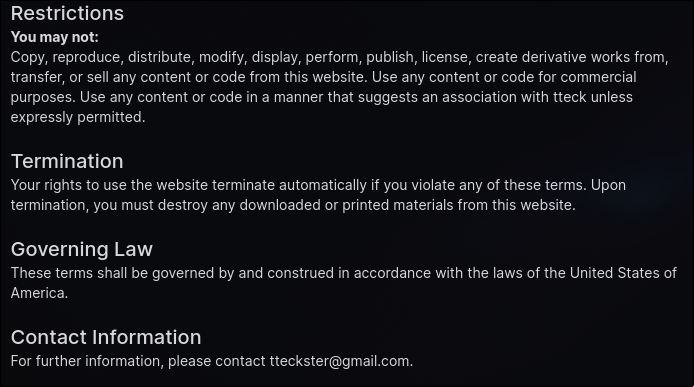 Restrictions
You may not:
Copy, reproduce, distribute, modify, display, perform, publish, license, create derivative works from,
transfer, or sell any content or code from this website. Use any content or code for commercial
purposes. Use any content or code in a manner that suggests an association with tteck unless
expressly permitted.
Termination
Your rights to use the website terminate automatically if you violate any of these terms. Upon
termination, you must destroy any downloaded or printed materials from this website.
Governing Law
These terms shall be governed by and construed in accordance with the laws of the United States of
America.
Contact Information
For further information, please contact tteckster@gmail.com.